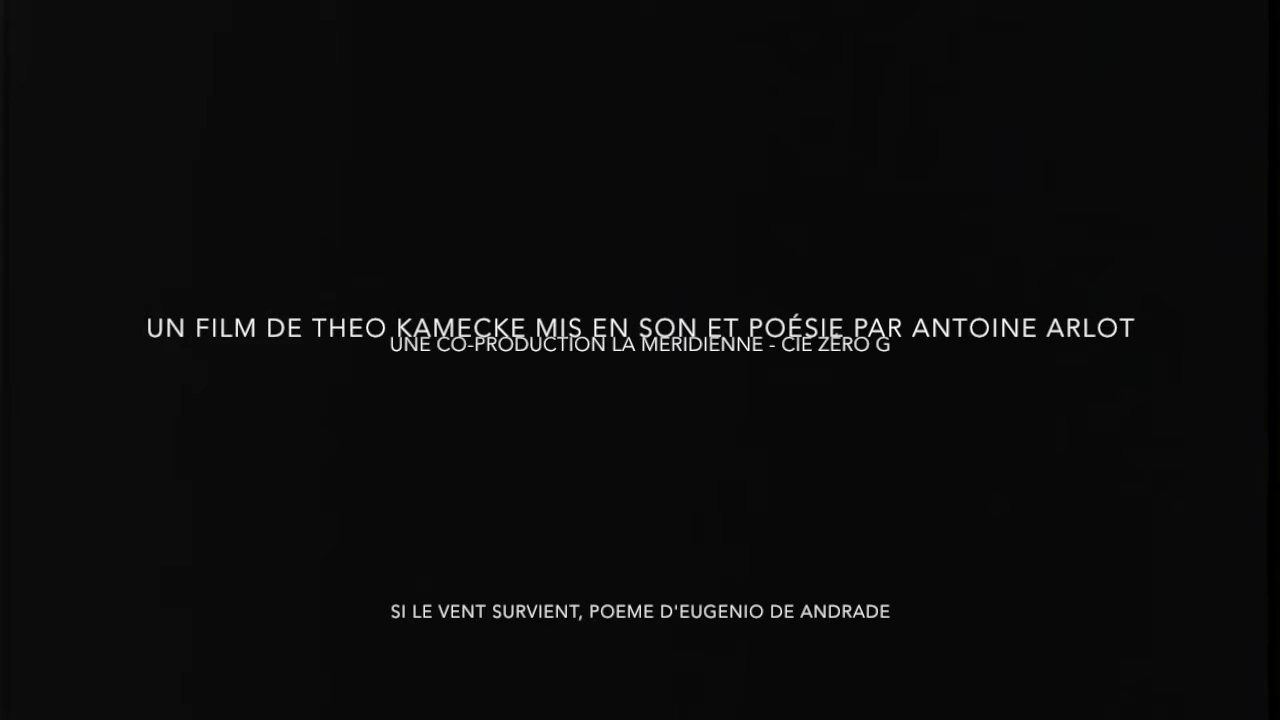 UN FILM DE THEO KAMECKE MIS EN SON ET POÉSIE PAR ANTOINE ARLOT
UNE CO-PRODUCTION LA MERIDIENNE - CIE ZÉRO G
SI LE VENT SURVIENT, POEME D'EUGENIO DE ANDRADE